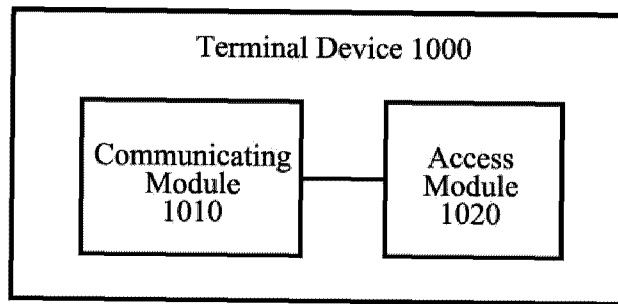 Terminal Device 1000
Communicating
Module
1010
Access
Module
1020